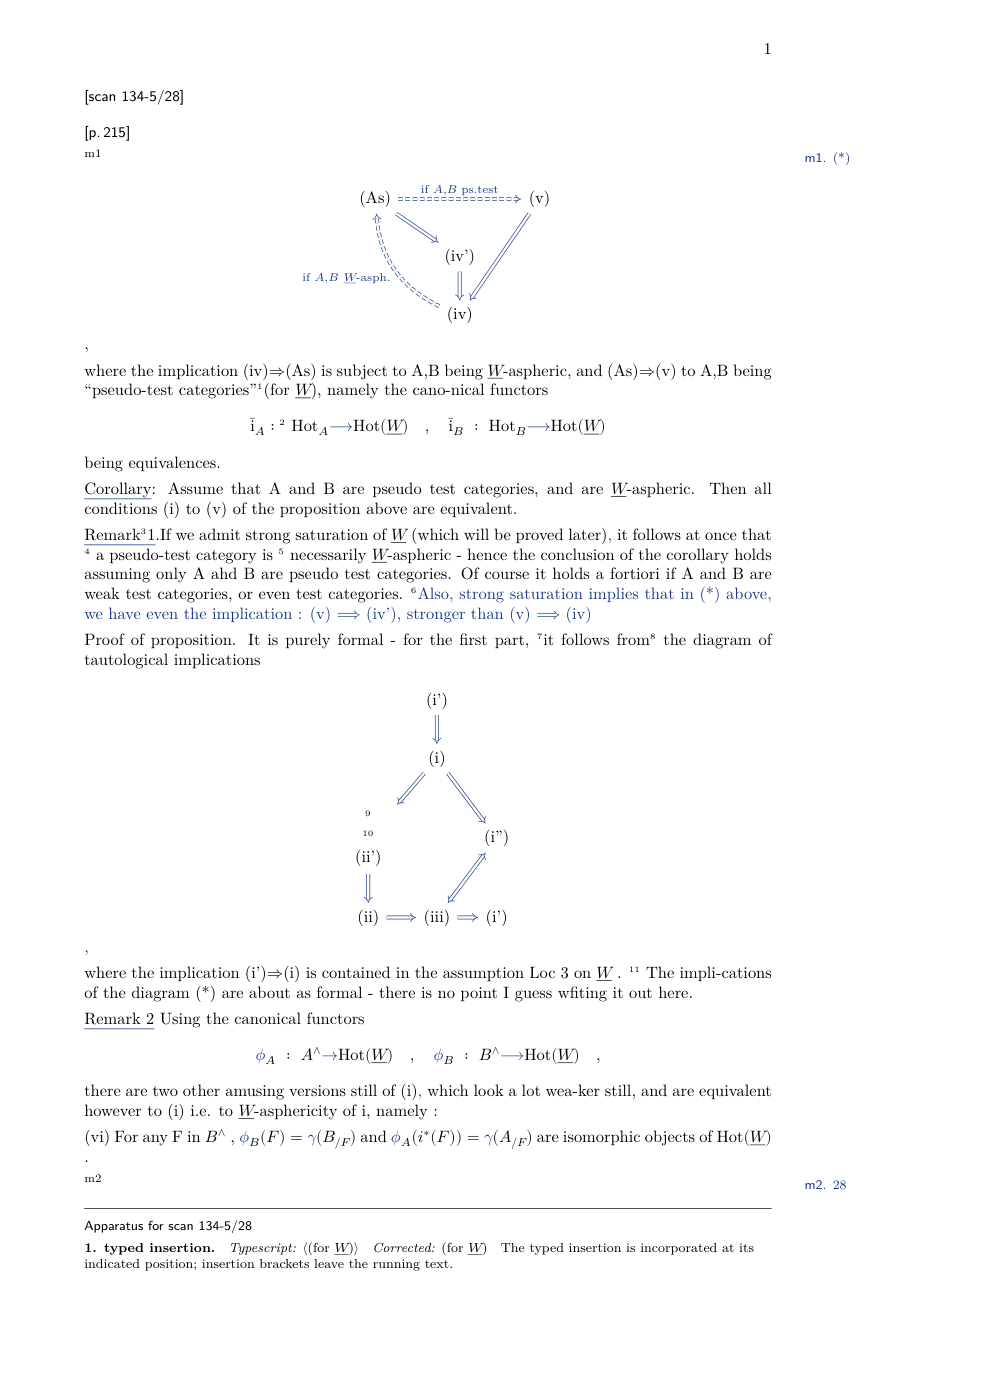 1
[scan 134-5/28]
[p. 215]
m1
m1. (*)
if A,B ps.test
(As) (v)
(iv')
if A,B W-asph.
(iv)
,
where the implication (iv)⇒(As) is subject to A,B being W-aspheric, and (As)⇒(v) to A,B being
“pseudo-test categories”¹(for W), namely the cano-nical functors
īA : ² HotA⟶Hot(W) , īB : HotB⟶Hot(W)
being equivalences.
Corollary: Assume that A and B are pseudo test categories, and are W-aspheric. Then all
conditions (i) to (v) of the proposition above are equivalent.
Remark³1.If we admit strong saturation of W (which will be proved later), it follows at once that
⁴ a pseudo-test category is ⁵ necessarily W-aspheric - hence the conclusion of the corollary holds
assuming only A ahd B are pseudo test categories. Of course it holds a fortiori if A and B are
weak test categories, or even test categories. ⁶Also, strong saturation implies that in (*) above,
we have even the implication : (v) ⟹ (iv'), stronger than (v) ⟹ (iv)
Proof of proposition. It is purely formal - for the first part, ⁷it follows from⁸ the diagram of
tautological implications
(i')
(i)
9
10
(i”)
(ii')
(ii) ⟹ (iii) ⟹ (i')
,
where the implication (i')⇒(i) is contained in the assumption Loc 3 on W . ¹¹ The impli-cations
of the diagram (*) are about as formal - there is no point I guess wfiting it out here.
Remark 2 Using the canonical functors
ϕA : A^→Hot(W) , ϕB : B^⟶Hot(W) ,
there are two other amusing versions still of (i), which look a lot wea-ker still, and are equivalent
however to (i) i.e. to W-asphericity of i, namely :
(vi) For any F in B^ , ϕB(F) = γ(B/F) and ϕA(i*(F)) = γ(A/F) are isomorphic objects of Hot(W)
.
m2
m2. 28
Apparatus for scan 134-5/28
1. typed insertion. Typescript: ⟨(for W)⟩ Corrected: (for W) The typed insertion is incorporated at its
indicated position; insertion brackets leave the running text.